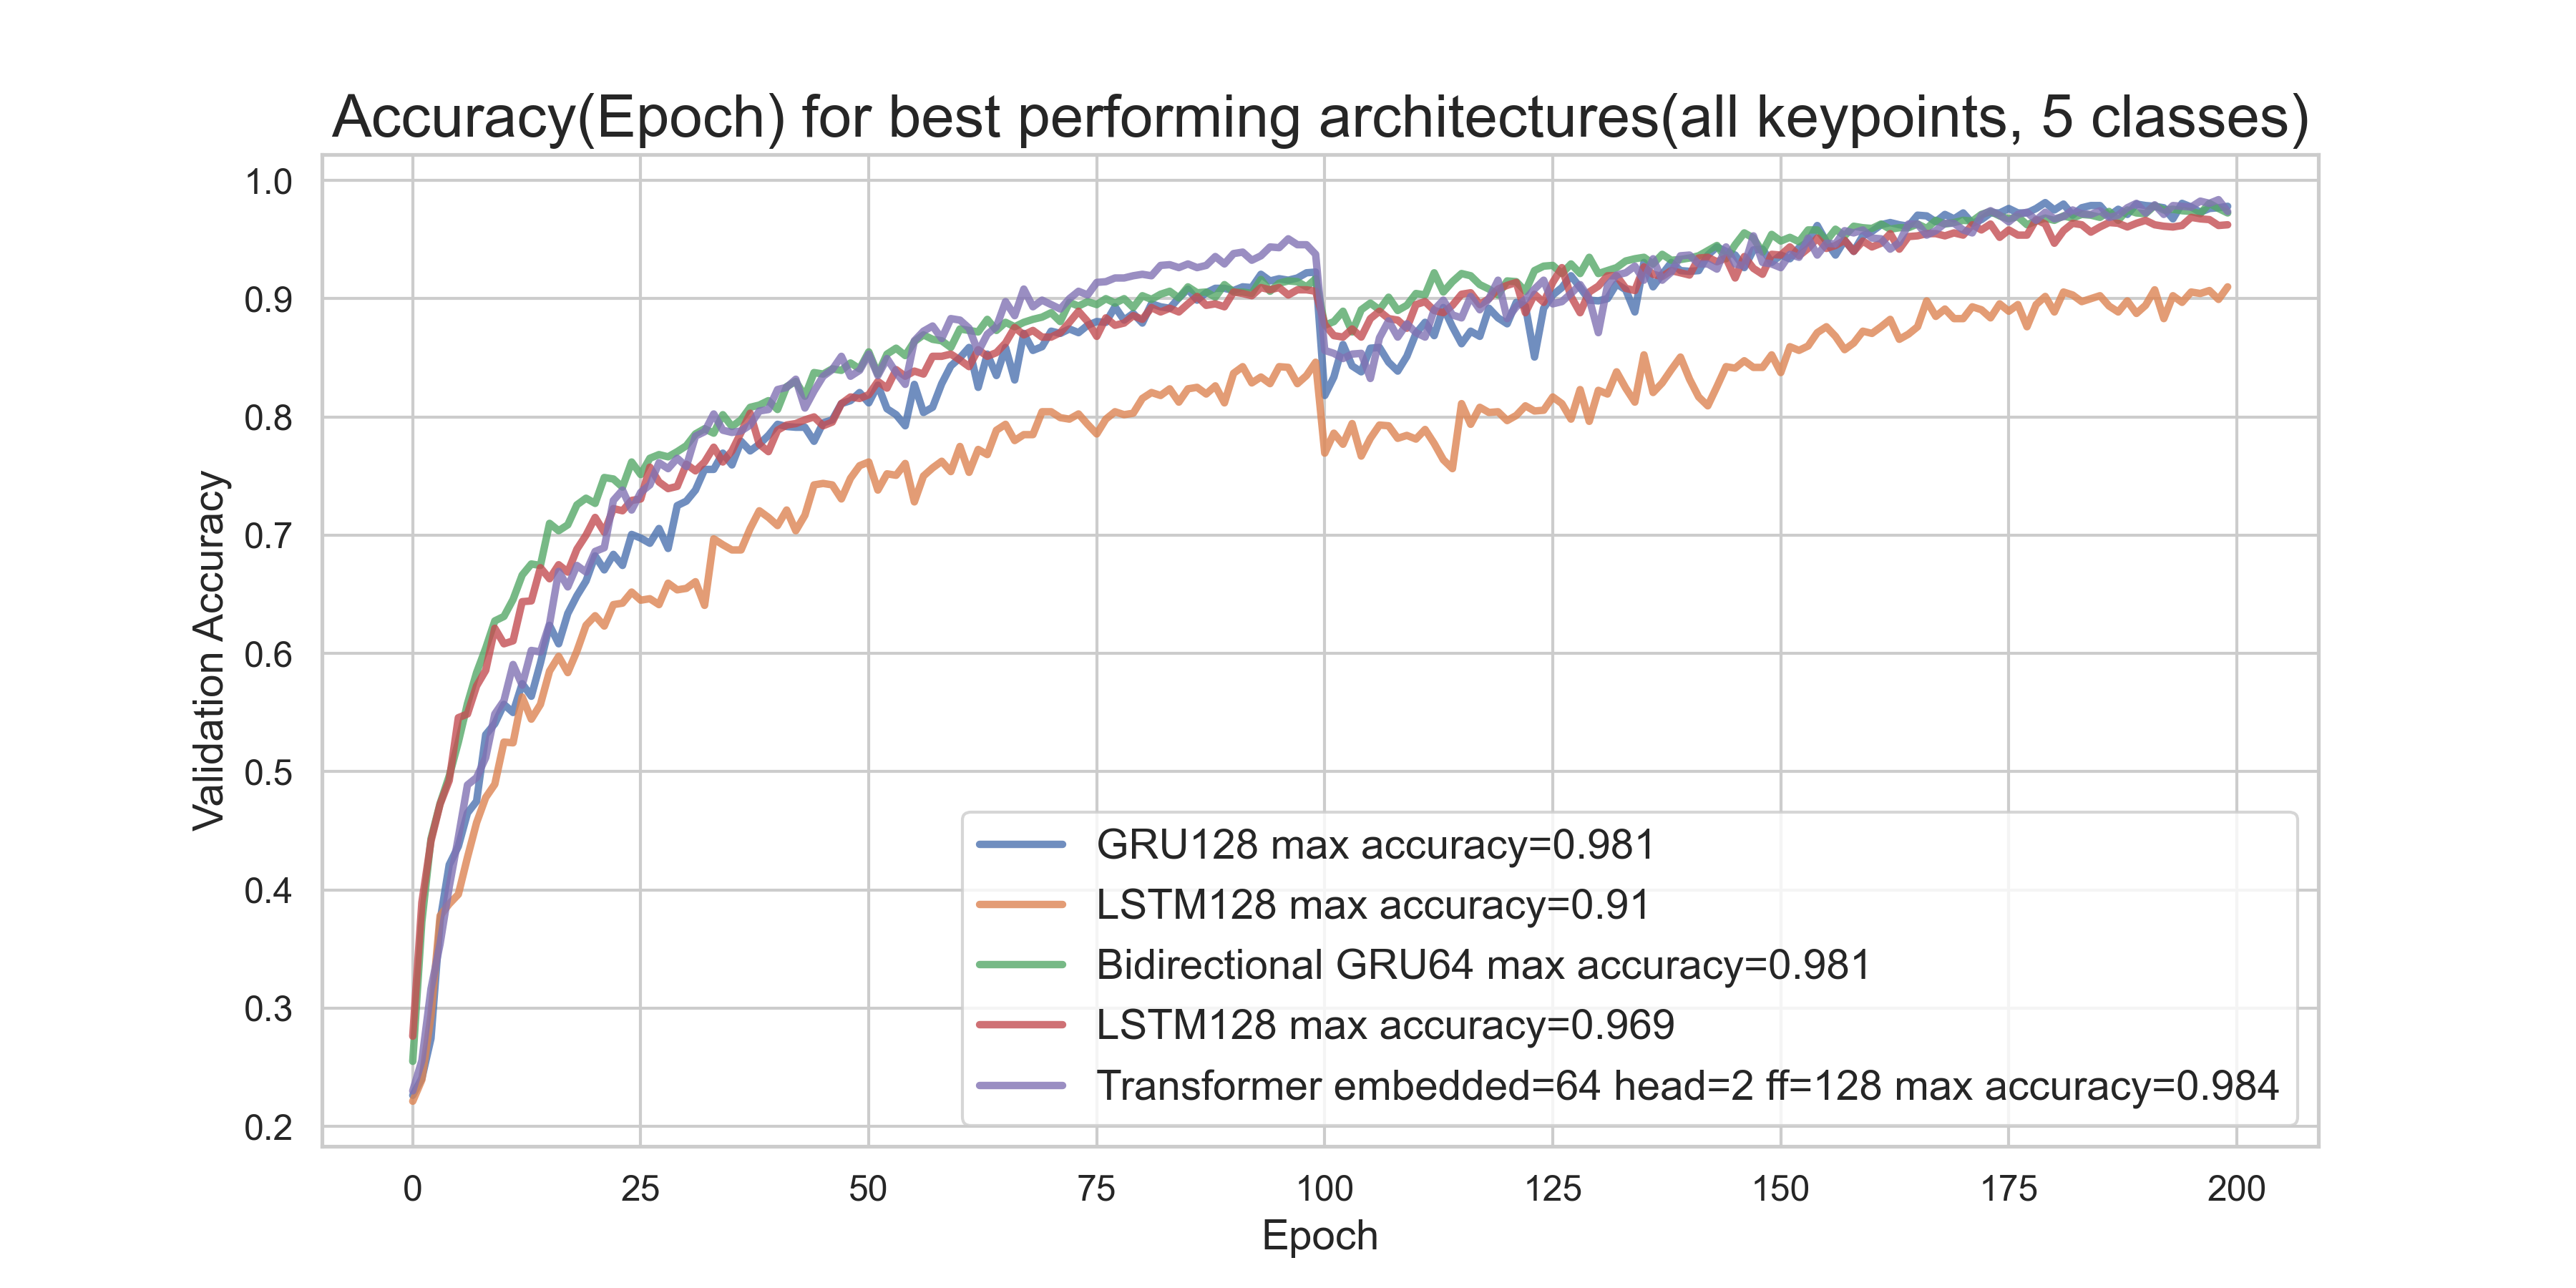 Accuracy(Epoch) for best performing architectures(all keypoints, 5 classes)
1.0
0.9
0.8
0.7
0.6
0.5
0.4
0.3
0.2
Validation Accuracy
GRU128 max accuracy=0.981
LSTM128 max accuracy=0.91
Bidirectional GRU64 max accuracy=0.981
LSTM128 max accuracy=0.969
Transformer embedded=64 head=2 ff=128 max accuracy=0.984
0 25 50 75 100 125 150 175 200
Epoch